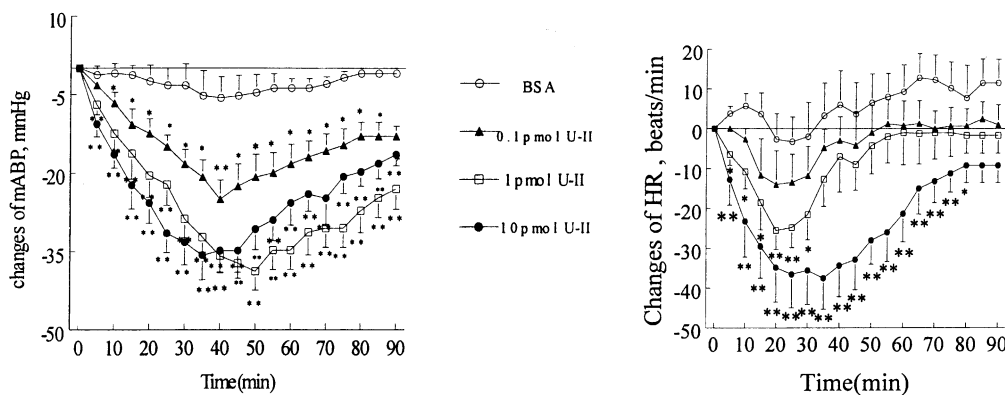 changes of mABP, mmHg
10
-5
-20
-35
-50
0 10 20 30 40 50 60 70 80 90
Time(min)
BSA
0.1pmol U-II
1pmol U-II
10pmol U-II
Changes of HR, beats/min
20
10
0
-10
-20
-30
-40
-50
0 10 20 30 40 50 60 70 80 90
Time(min)